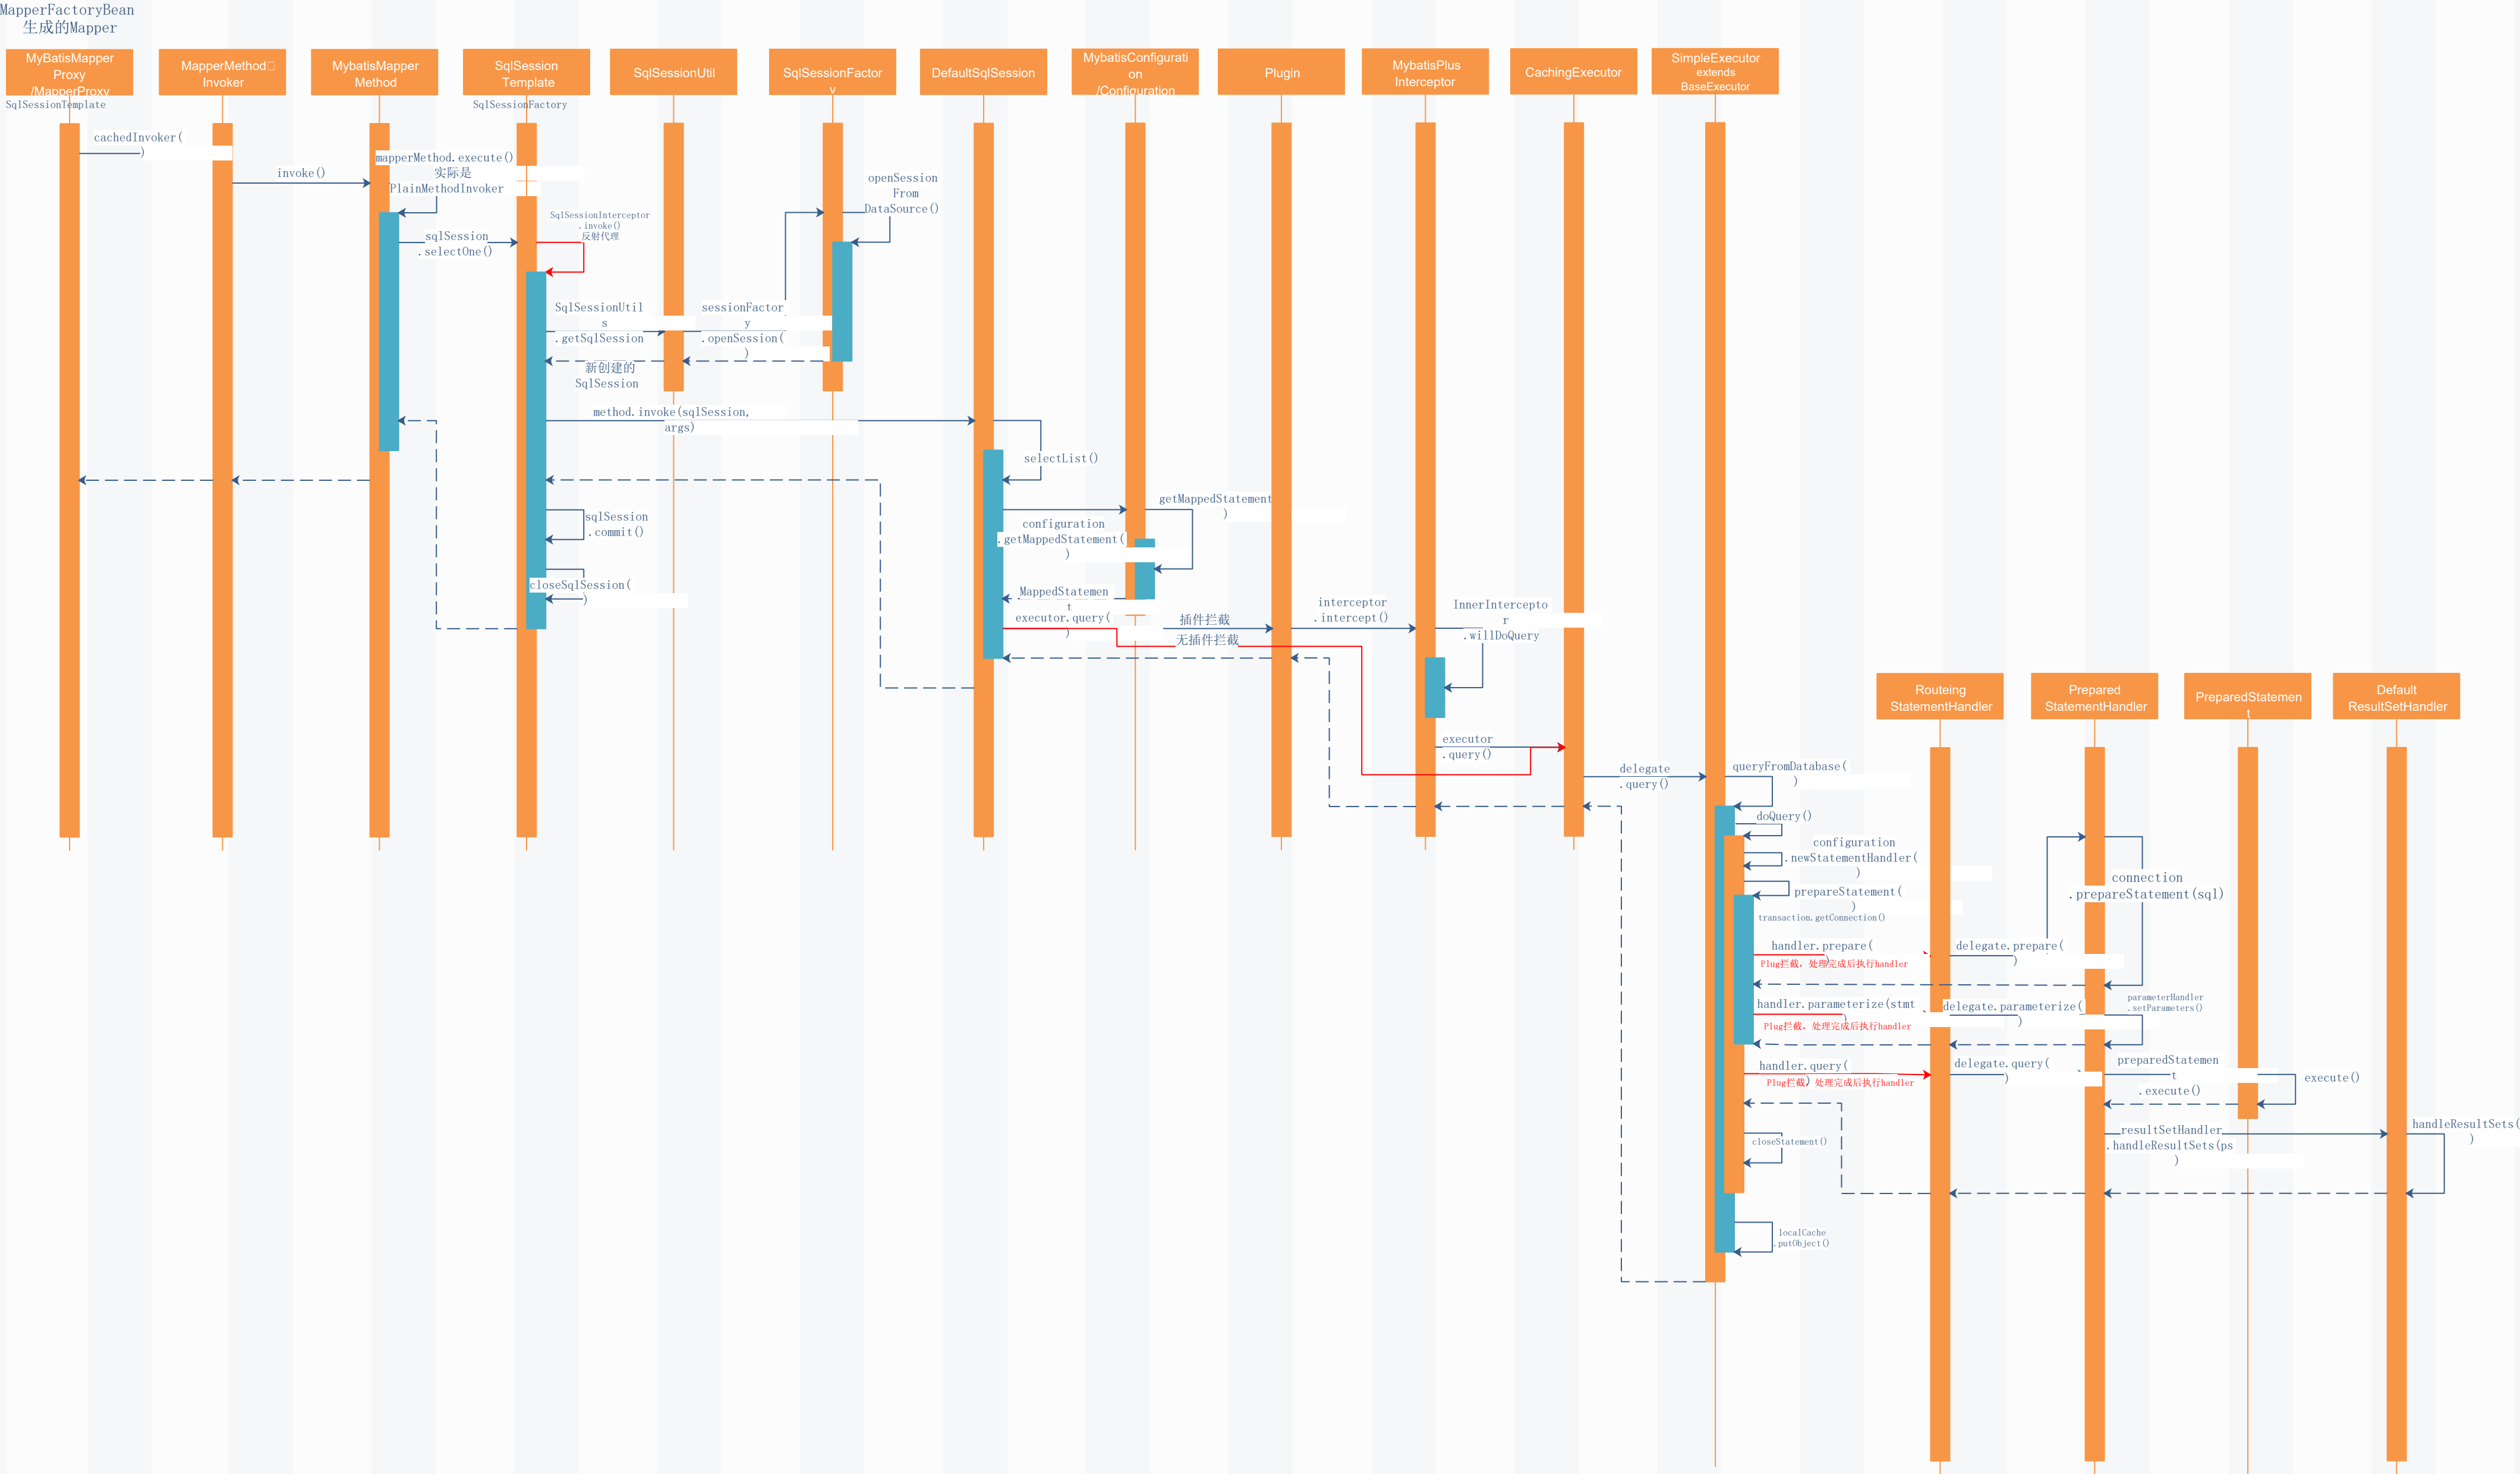 MapperFactoryBean
生成的Mapper
MyBatisMapper
Proxy
/MapperProxy
MapperMethod
Invoker
MybatisMapper
Method
SqlSession
Template
SqlSessionUtil
SqlSessionFactor
y
DefaultSqlSession
MybatisConfigurati
on
/Configuration
Plugin
MybatisPlus
Interceptor
CachingExecutor
SimpleExecutor
extends
BaseExecutor
SqlSessionTemplate
SqlSessionFactory
cachedInvoker(
)
invoke()
mapperMethod.execute()
实际是
PlainMethodInvoker
openSession
From
DataSource()
SqlSessionInterceptor
.invoke()
反射代理
sqlSession
.selectOne()
SqlSessionUtil
s
.getSqlSession
sessionFactor
y
.openSession(
)
新创建的
SqlSession
method.invoke(sqlSession,
args)
selectList()
sqlSession
.commit()
closeSqlSession(
)
getMappedStatement
)
configuration
.getMappedStatement(
)
MappedStatemen
t
executor.query(
)
插件拦截
无插件拦截
interceptor
.intercept()
InnerIntercepto
r
.willDoQuery
executor
.query()
delegate
.query()
queryFromDatabase(
)
Routeing
StatementHandler
Prepared
StatementHandler
PreparedStatemen
t
Default
ResultSetHandler
doQuery()
configuration
.newStatementHandler(
)
prepareStatement(
)
transaction.getConnection()
connection
.prepareStatement(sql)
handler.prepare(
)
Plug拦截，处理完成后执行handler
delegate.prepare(
)
handler.parameterize(stmt
)
Plug拦截，处理完成后执行handler
delegate.parameterize(
)
parameterHandler
.setParameters()
handler.query(
)
Plug拦截，处理完成后执行handler
delegate.query(
)
preparedStatemen
t
.execute()
execute()
closeStatement()
resultSetHandler
.handleResultSets(ps
)
handleResultSets(
)
localCache
.putObject()